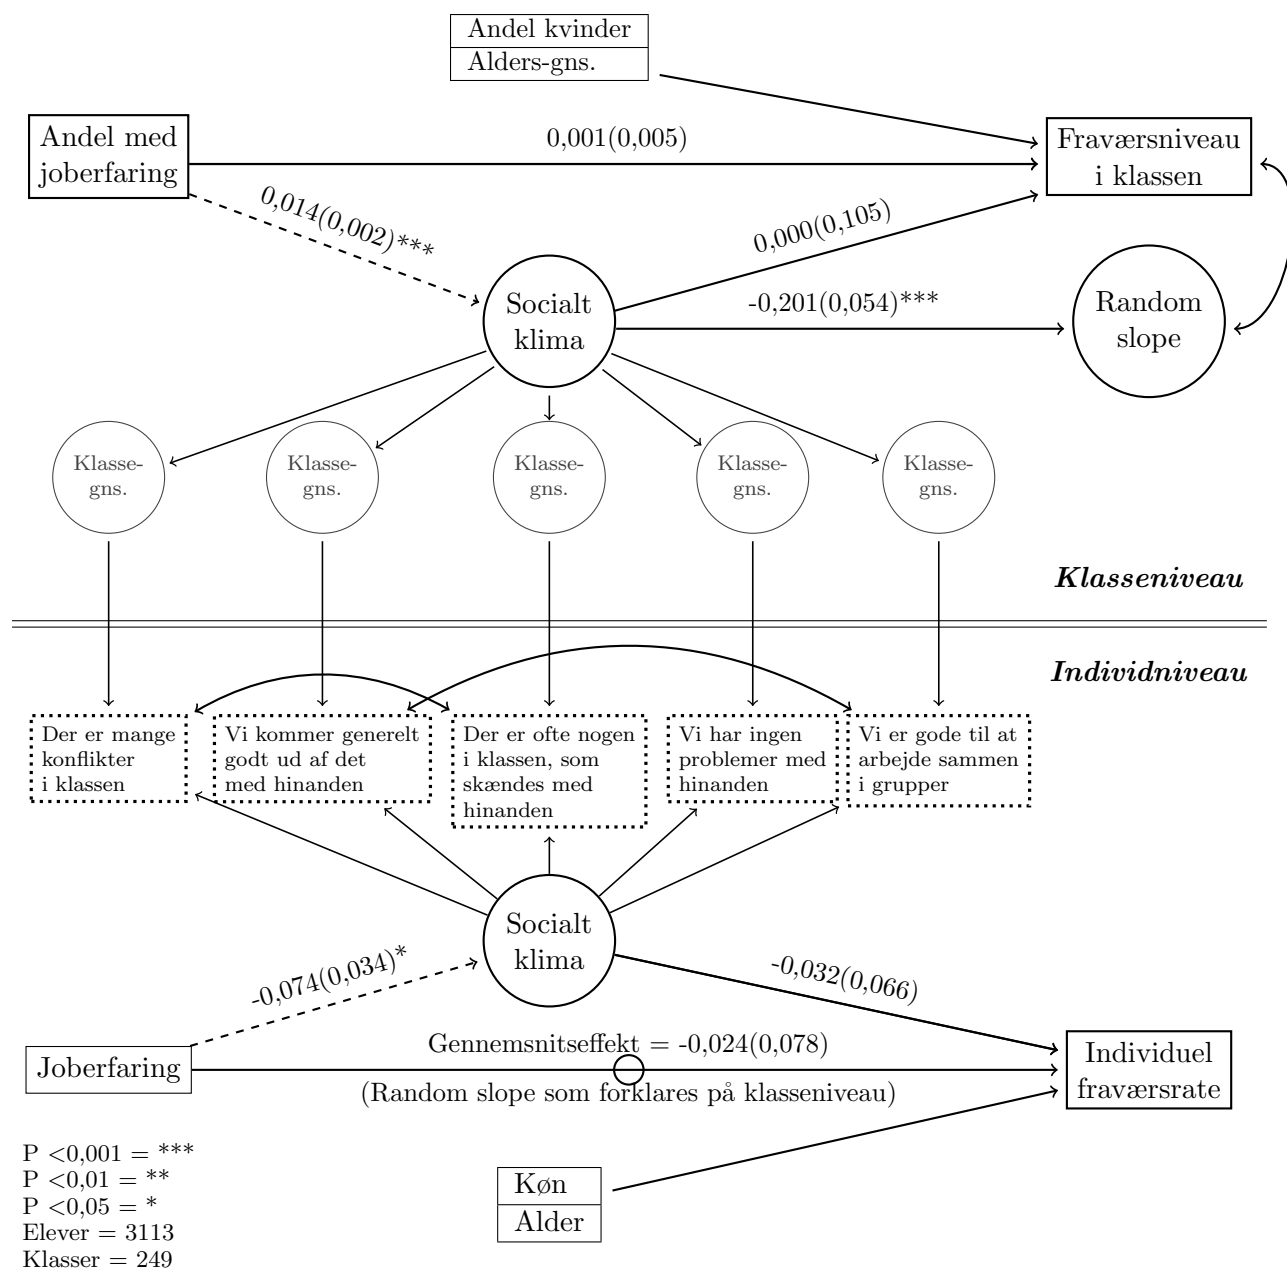 Andel kvinder
Alders-gns.
Andel med
joberfaring
0,001(0,005)
Fraværsniveau
i klassen
0,014(0,002)***
0,000(0,105)
Socialt
klima
-0,201(0,054)***
Random
slope
Klasse-
gns.
Klasse-
gns.
Klasse-
gns.
Klasse-
gns.
Klasse-
gns.
Klasseniveau
Individniveau
Der er mange
konflikter
i klassen
Vi kommer generelt
godt ud af det
med hinanden
Der er ofte nogen
i klassen, som
skændes med
hinanden
Vi har ingen
problemer med
hinanden
Vi er gode til at
arbejde sammen
i grupper
Socialt
klima
-0,074(0,034)*
-0,032(0,066)
Joberfaring
Gennemsnitseffekt = -0,024(0,078)
(Random slope som forklares på klasseniveau)
Individuel
fraværsrate
Køn
Alder
P <0,001 = ***
P <0,01 = **
P <0,05 = *
Elever = 3113
Klasser = 249